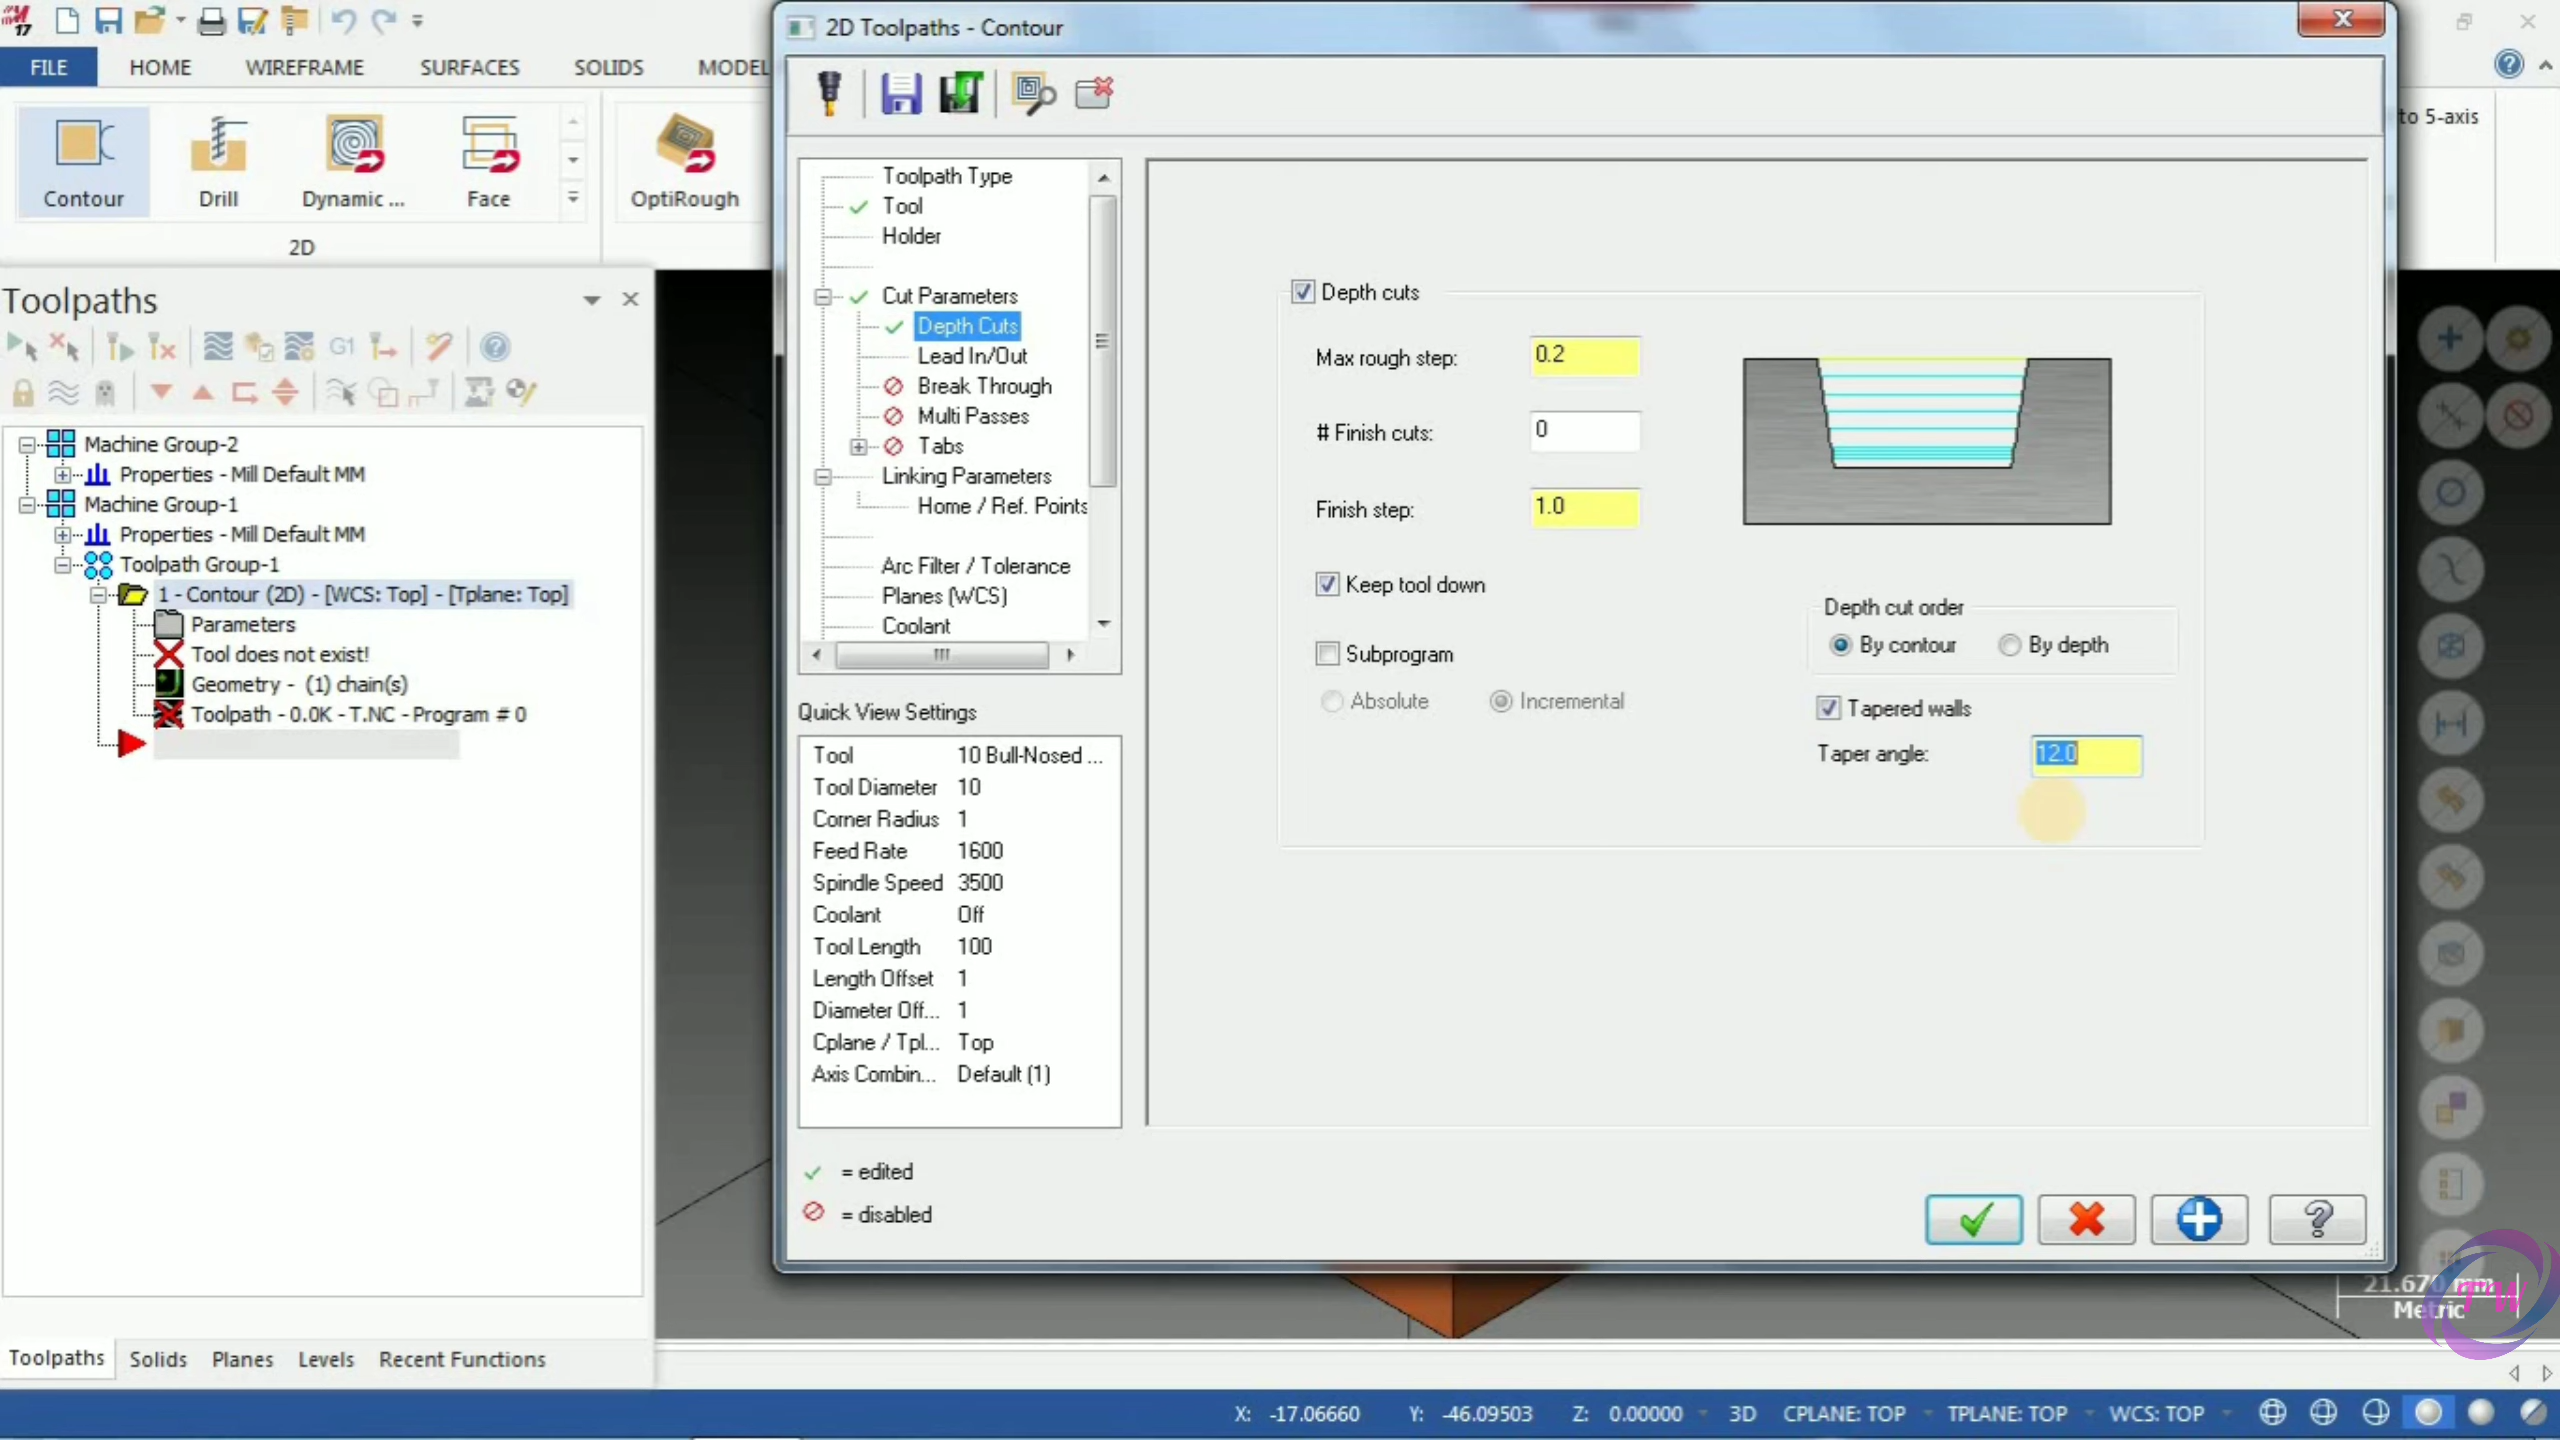 17
2D Toolpaths - Contour
FILE HOME WIREFRAME SURFACES SOLIDS MODEL
Contour Drill Dynamic ... Face OptiRough
to 5-axis
2D
Toolpaths
G1
Machine Group-2
Properties - Mill Default MM
Machine Group-1
Properties - Mill Default MM
Toolpath Group-1
1 - Contour (2D) - [WCS: Top] - [Tplane: Top]
Parameters
Tool does not exist!
Geometry - (1) chain(s)
Toolpath - 0.0K - T.NC - Program # 0
Toolpath Type
Tool
Holder
Cut Parameters
Depth Cuts
Lead In/Out
Break Through
Multi Passes
Tabs
Linking Parameters
Home / Ref. Points
Arc Filter / Tolerance
Planes (WCS)
Coolant
Quick View Settings
Tool 10 Bull-Nosed ...
Tool Diameter 10
Corner Radius 1
Feed Rate 1600
Spindle Speed 3500
Coolant Off
Tool Length 100
Length Offset 1
Diameter Off... 1
Cplane / Tpl... Top
Axis Combin... Default (1)
= edited
= disabled
Depth cuts
Max rough step: 0.2
# Finish cuts: 0
Finish step: 1.0
Keep tool down
Subprogram
Absolute Incremental
Depth cut order
By contour By depth
Tapered walls
Taper angle: 12.0
21.670 mm
Metric
TW
Toolpaths Solids Planes Levels Recent Functions
X: -17.06660 Y: -46.09503 Z: 0.00000 3D CPLANE: TOP TPLANE: TOP WCS: TOP